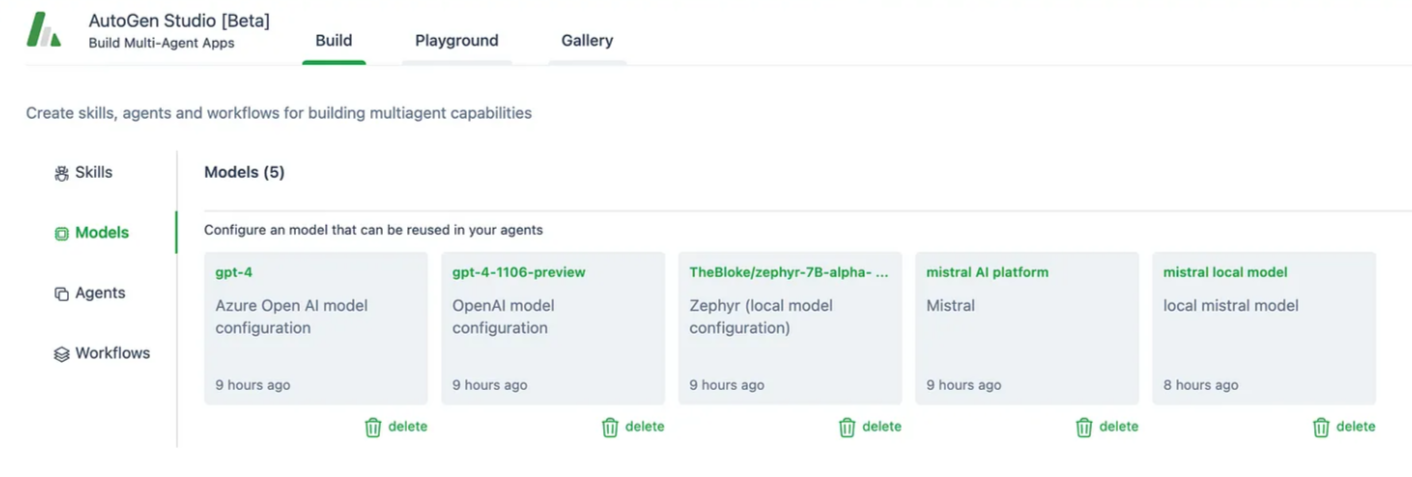 AutoGen Studio [Beta]
Build Multi-Agent Apps
Build
Playground
Gallery
Create skills, agents and workflows for building multiagent capabilities
Skills
Models
Agents
Workflows
Models (5)
Configure an model that can be reused in your agents
gpt-4
Azure Open AI model
configuration
9 hours ago
delete
gpt-4-1106-preview
OpenAI model
configuration
9 hours ago
delete
TheBloke/zephyr-7B-alpha- ...
Zephyr (local model
configuration)
9 hours ago
delete
mistral AI platform
Mistral
9 hours ago
delete
mistral local model
local mistral model
8 hours ago
delete